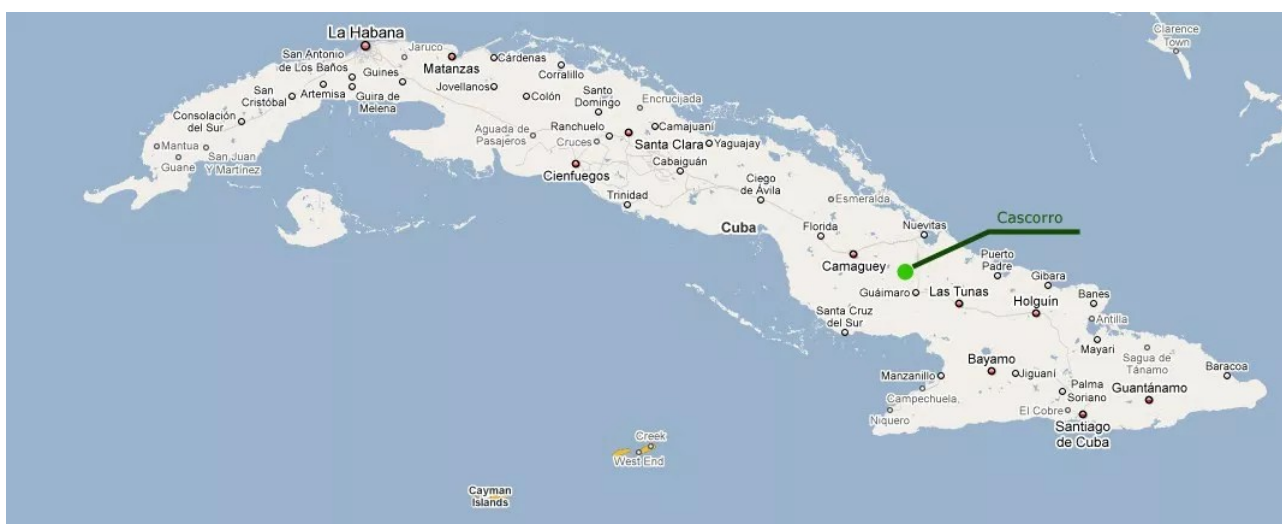 La Habana
San Antonio
de Los Baños
Jaruco
Matanzas
Cárdenas
Corralillo
Guines
Jovellanos
Colón
San
Cristóbal
Artemisa
Guira de
Melena
Consolación
del Sur
Mantua
Guane
San Juan
Y Martinez
Santo
Domingo
Encrucijada
Aguada de
Pasajeros
Ranchuelo
Cruces
Camajuaní
Santa Clara
Yaguajay
Cabaiguán
Cienfuegos
Trinidad
Ciego
de Ávila
Cuba
Esmeralda
Florida
Nuevitas
Cascorro
Clarence
Town
Camaguey
Guáimaro
Las Tunas
Puerto
Padre
Gibara
Holguín
Banes
Antilla
Santa Cruz
del Sur
Mayari
Sagua de
Tánamo
Baracoa
Bayamo
Jiguaní
Manzanillo
Campechuela
Niquero
Palma
Soriano
Guantánamo
El Cobre
Santiago
de Cuba
Creek
West End
Cayman
Islands